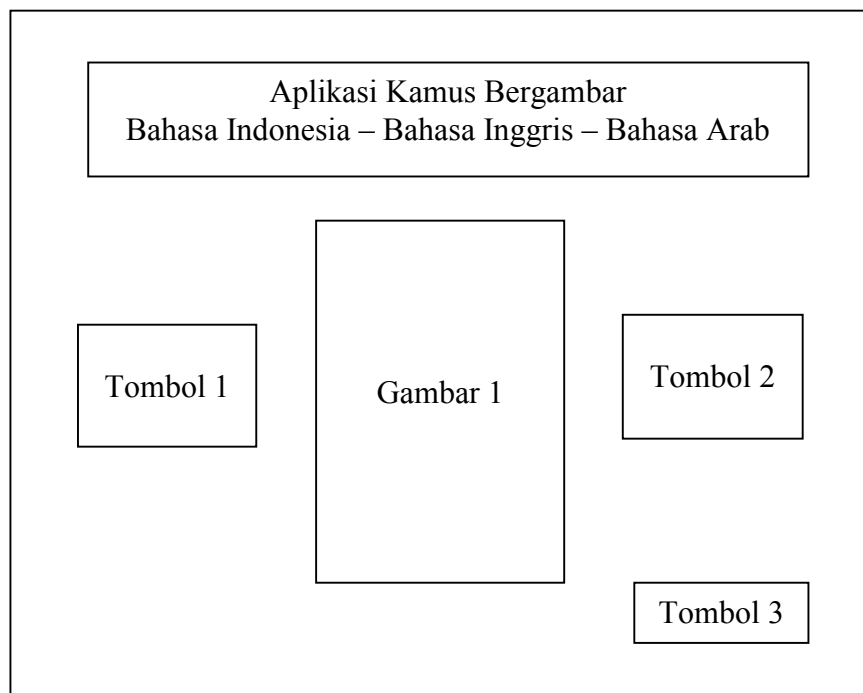 Aplikasi Kamus Bergambar
Bahasa Indonesia – Bahasa Inggris – Bahasa Arab
Tombol 1
Gambar 1
Tombol 2
Tombol 3